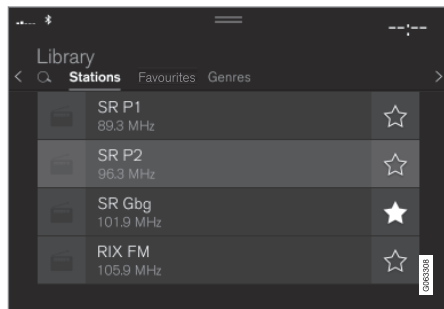 --:--
Library
Stations Favourites Genres
SR P1
89.3 MHz
SR P2
96.3 MHz
SR Gbg
101.9 MHz
RIX FM
105.9 MHz
G063308